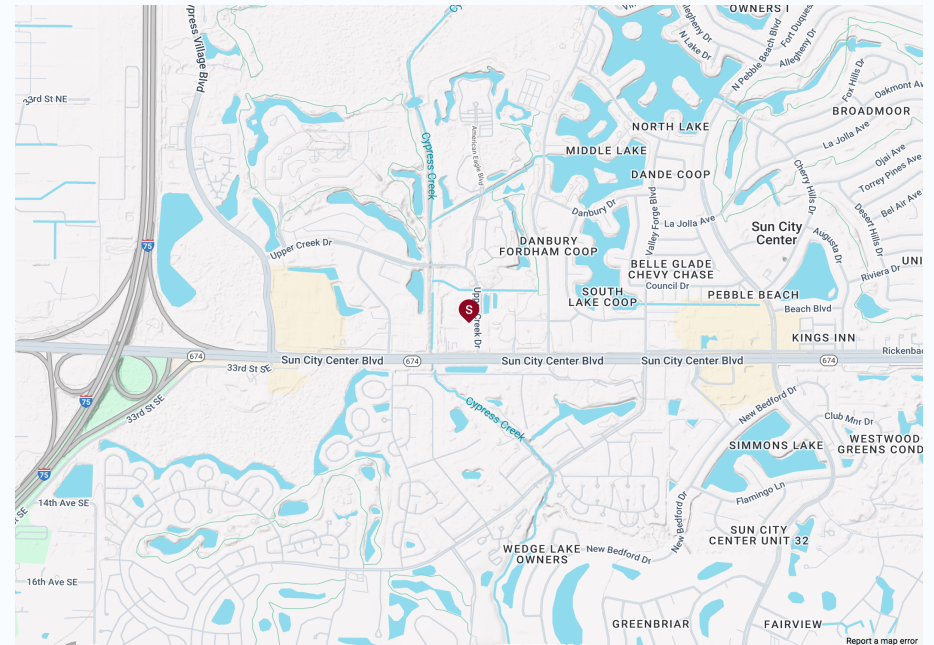 OWNERS I
Allegheny Dr
N Lake Dr
N Pebble Beach Blvd
Fort Duques
Allegheny Dr
Cypress Village Blvd
33rd St NE
Fox Hills Dr
Oakmont Av
BROADMOOR
NORTH LAKE
La Jolla Ave
MIDDLE LAKE
Cypress Creek
American Eagle Blvd
Ojai Ave
Torrey Pines Ave
DANDE COOP
Cherry Hills Dr
Bel Air Ave
Danbury Dr
Valley Forge Blvd
La Jolla Ave
Desert Hills Dr
Sun City
Center
Augusta Dr
75
Upper Creek Dr
DANBURY
FORDHAM COOP
BELLE GLADE
CHEVY CHASE
UNI
Riviera Dr
Council Dr
SOUTH
LAKE COOP
PEBBLE BEACH
Beach Blvd
S
Upper Creek Dr
KINGS INN
674
Sun City Center Blvd
674
Sun City Center Blvd
Sun City Center Blvd
674
Rickenbac
33rd St SE
75
33rd St SE
Cypress Creek
New Bedford Dr
Club Mnr Dr
SIMMONS LAKE
WESTWOOD
GREENS COND
75
Flamingo Ln
14th Ave SE
SE
New Bedford Dr
SUN CITY
CENTER UNIT 32
WEDGE LAKE
OWNERS
New Bedford Dr
16th Ave SE
GREENBRIAR
FAIRVIEW
Report a map error